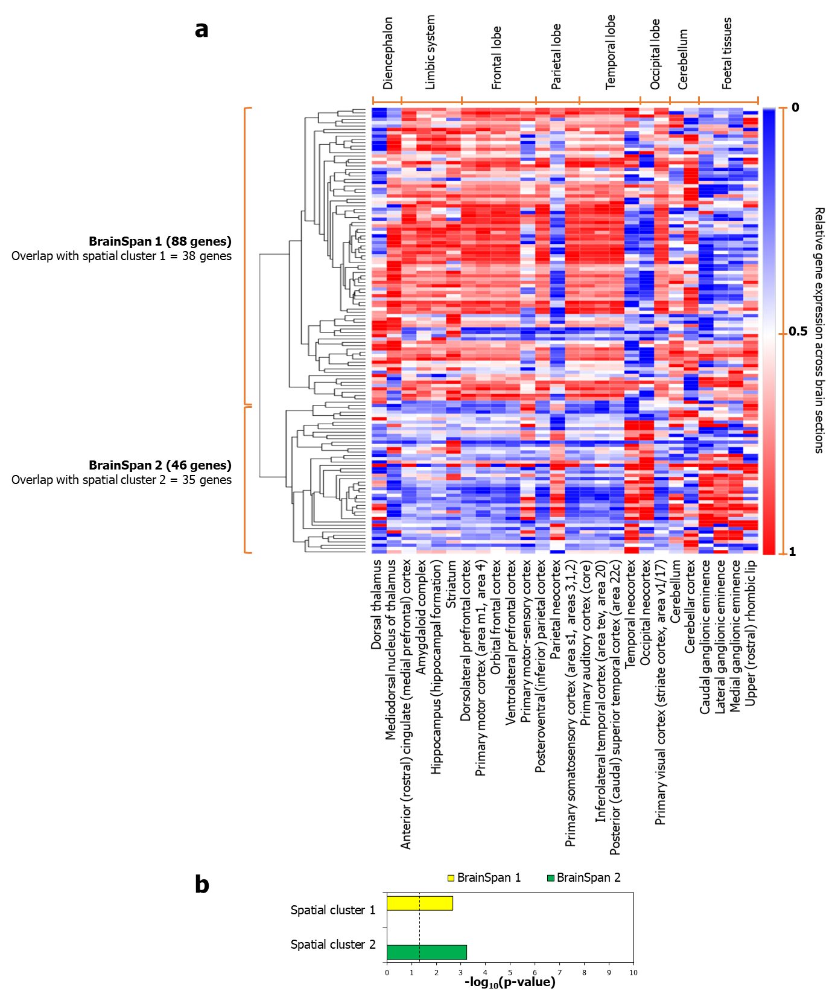 a
Diencephalon
Limbic system
Frontal lobe
Parietal lobe
Temporal lobe
Occipital lobe
Cerebellum
Foetal tissues
BrainSpan 1 (88 genes)
Overlap with spatial cluster 1 = 38 genes
BrainSpan 2 (46 genes)
Overlap with spatial cluster 2 = 35 genes
0
0.5
1
Relative gene expression across brain sections
Dorsal thalamus
Mediodorsal nucleus of thalamus
Anterior (rostral) cingulate (medial prefrontal) cortex
Amygdaloid complex
Hippocampus (hippocampal formation)
Striatum
Dorsolateral prefrontal cortex
Primary motor cortex (area m1, area 4)
Orbital frontal cortex
Ventrolateral prefrontal cortex
Primary motor-sensory cortex
Posteroventral (inferior) parietal cortex
Parietal neocortex
Primary somatosensory cortex (area s1, areas 3,1,2)
Primary auditory cortex (core)
Inferolateral temporal cortex (area tev, area 20)
Posterior (caudal) superior temporal cortex (area 22c)
Temporal neocortex
Occipital neocortex
Primary visual cortex (striate cortex, area v1/17)
Cerebellum
Cerebellar cortex
Caudal ganglionic eminence
Lateral ganglionic eminence
Medial ganglionic eminence
Upper (rostral) rhombic lip
b
BrainSpan 1
BrainSpan 2
Spatial cluster 1
Spatial cluster 2
0 1 2 3 4 5 6 7 8 9 10
-log₁₀(p-value)